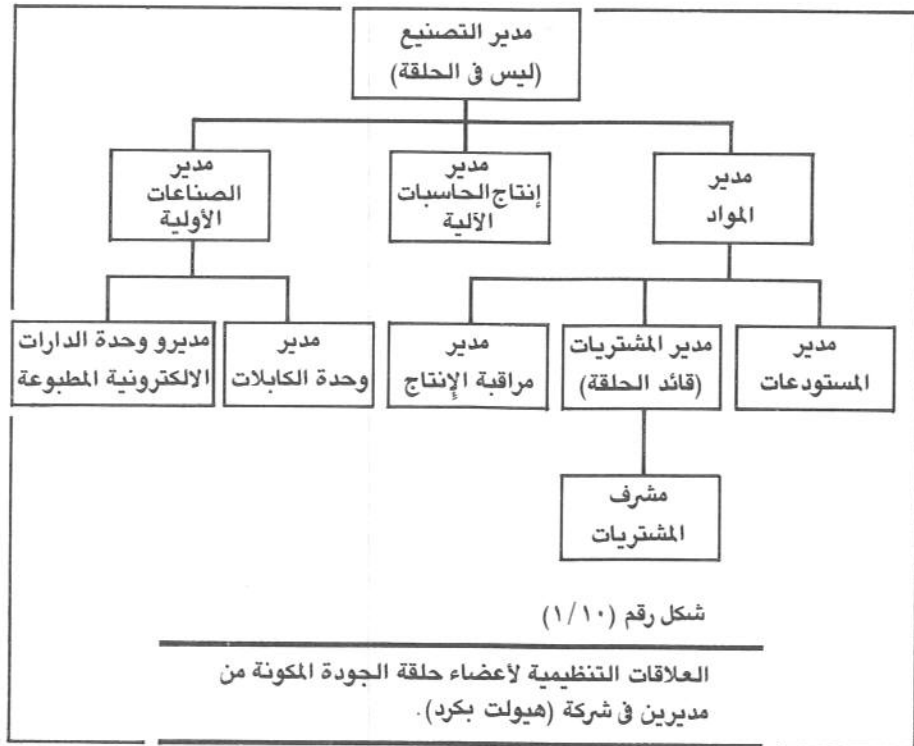 مدير التصنيع
(ليس فى الحلقة)
مدير
المواد
مدير
إنتاج الحاسبات
الآلية
مدير
الصناعات
الأولية
مدير
المستودعات
مدير المشتريات
(قائد الحلقة)
مدير
مراقبة الإنتاج
مدير
وحدة الكابلات
مديرو وحدة الدارات
الالكترونية المطبوعة
مشرف
المشتريات
شكل رقم (١/١٠)
العلاقات التنظيمية لأعضاء حلقة الجودة المكونة من
مديرين فى شركة (هيولت بكرد).